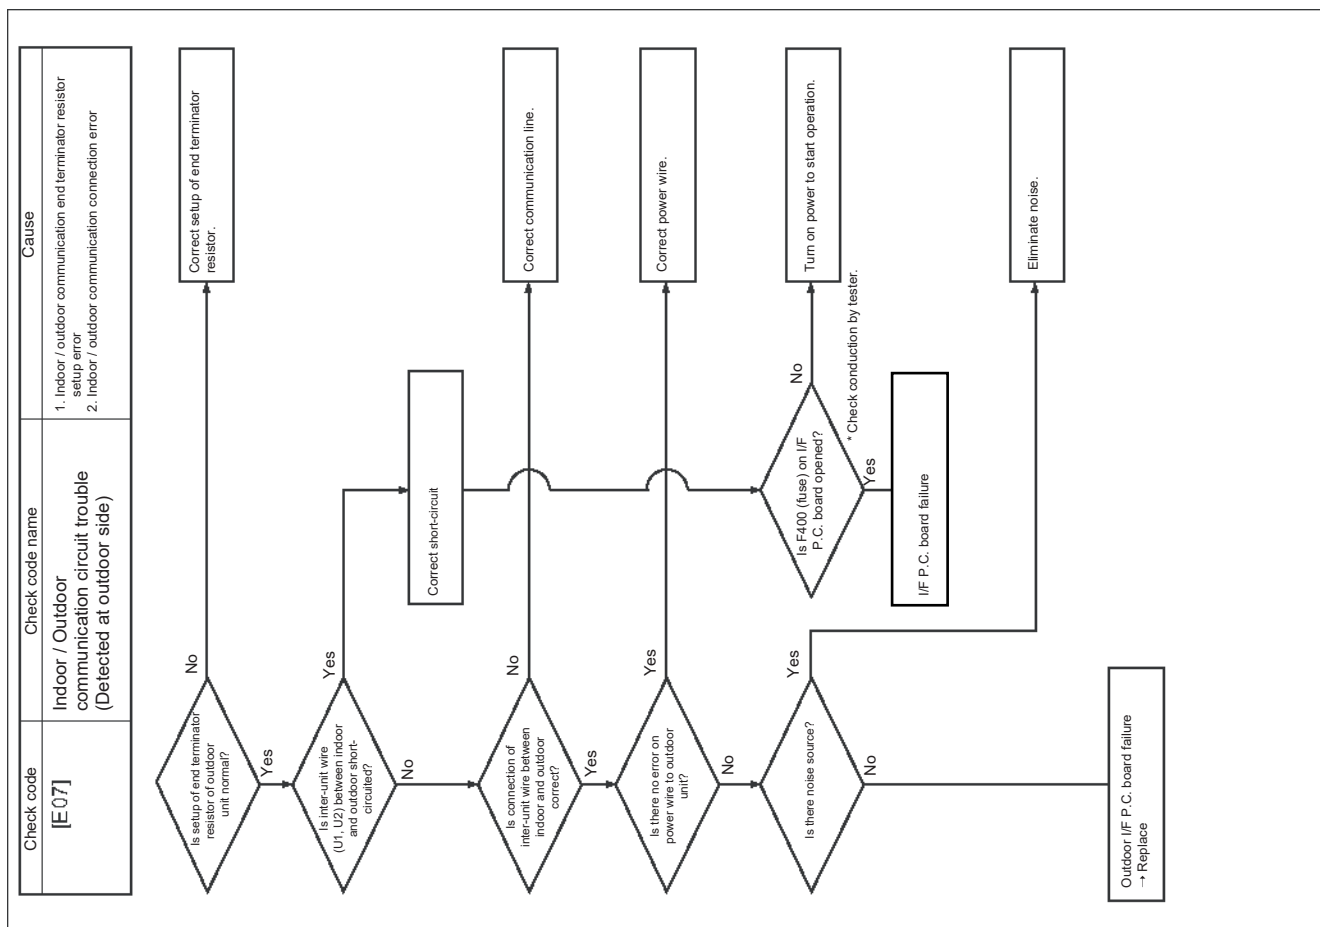 Check code
Check code name
Cause
[E07]
Indoor / Outdoor
communication circuit trouble
(Detected at outdoor side)
1. Indoor / outdoor communication end terminator resistor
setup error
2. Indoor / outdoor communication connection error
Is setup of end terminator
resistor of outdoor
unit normal?
No
Correct setup of end terminator
resistor.
Yes
Is inter-unit wire
(U1, U2) between indoor
and outdoor short-
circuited?
Yes
Correct short-circuit
No
Is connection of
inter-unit wire between
indoor and outdoor
correct?
No
Correct communication line.
Yes
Is there no error on
power wire to outdoor
unit?
Yes
Correct power wire.
No
Is there noise source?
Yes
Is F400 (fuse) on I/F
P.C. board opened?
No
Turn on power to start operation.
* Check conduction by tester.
Yes
I/F P.C. board failure
Eliminate noise.
No
Outdoor I/F P.C. board failure
→ Replace